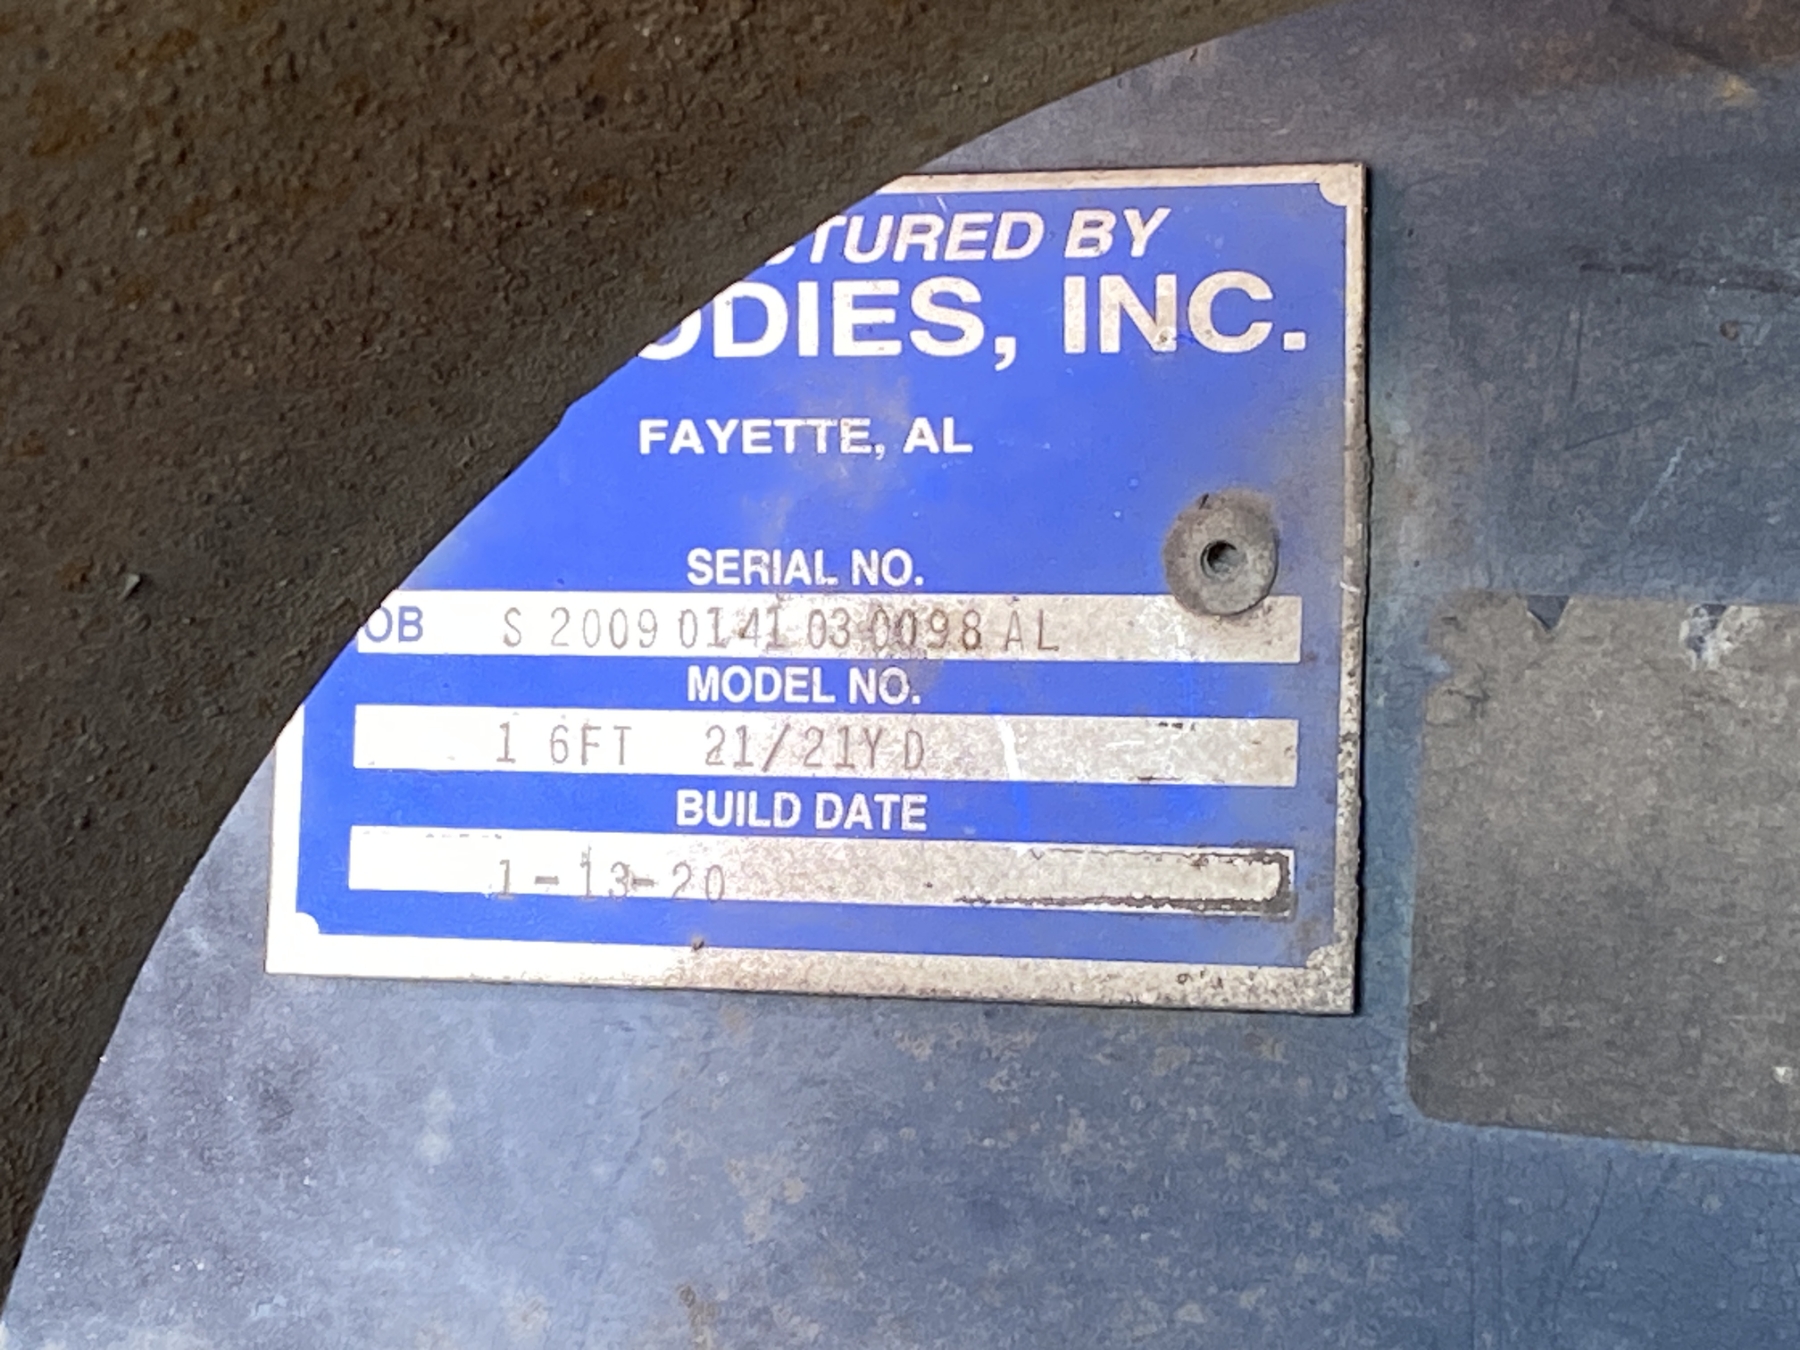 TURED BY
ODIES, INC.
FAYETTE, AL
SERIAL NO.
OB S 2009 0141 03 0098 AL
MODEL NO.
1 6FT 21/21YD
BUILD DATE
1-13-20